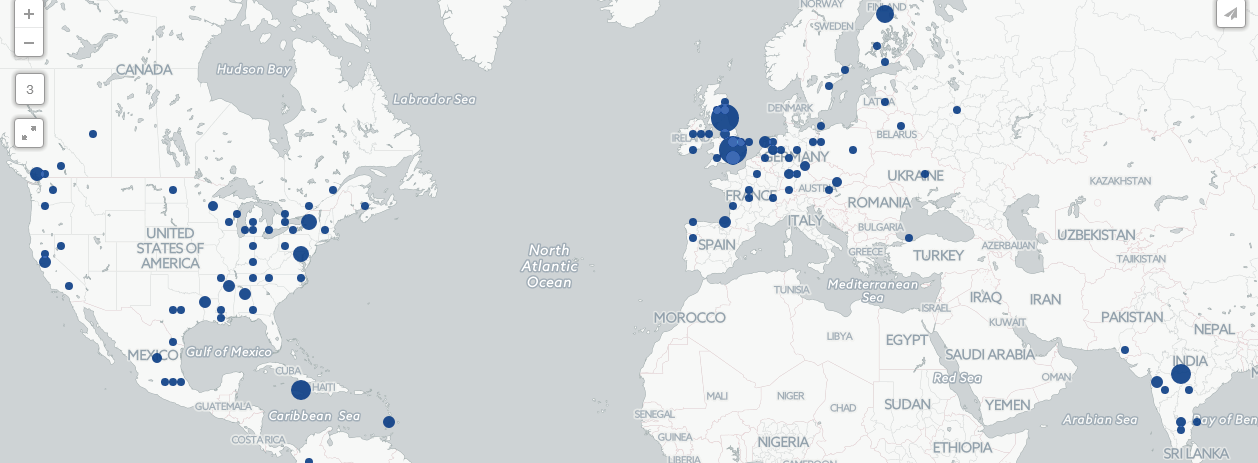 +
NORWAY
FINLAND
−
SWEDEN
CANADA
Hudson Bay
3
Labrador Sea
DENMARK
LATV
IRELAND
BELARUS
GERMANY
UKRAINE
KAZAKHSTAN
FRANCE
AUST
ROMANIA
ITALY
BULGARIA
UNITED
STATES OF
AMERICA
UZBEKISTAN
SPAIN
AZERBAIJAN
North
Atlantic
Ocean
GREECE
TURKEY
TAJIKISTAN
Mediterranean
Sea
TUNISIA
IRAQ
IRAN
ISRAEL
MOROCCO
KUWAIT
PAKISTAN
NEPAL
LIBYA
EGYPT
MEXICO
Gulf of Mexico
SAUDI ARABIA
INDIA
CUBA
HAITI
Red Sea
OMAN
MALI
NIGER
CHAD
SUDAN
YEMEN
GUATEMALA
Caribbean Sea
SENEGAL
Arabian Sea
Bay of Ben
COSTA RICA
GUINEA
NIGERIA
ETHIOPIA
SRI LANKA
LIBERIA
CAMEROON